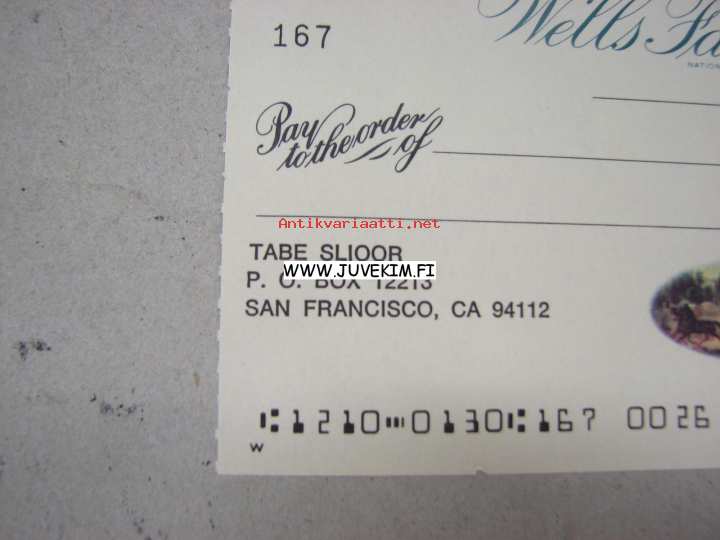 167
Wells Fa
NATION
Pay
to the order
of
Antikvariaatti.net
TABE SLIOOR
WWW.JUVEKIM.FI
P. O. BOX 12213
SAN FRANCISCO, CA 94112
⑆1210⑉0130⑆167 0026
W